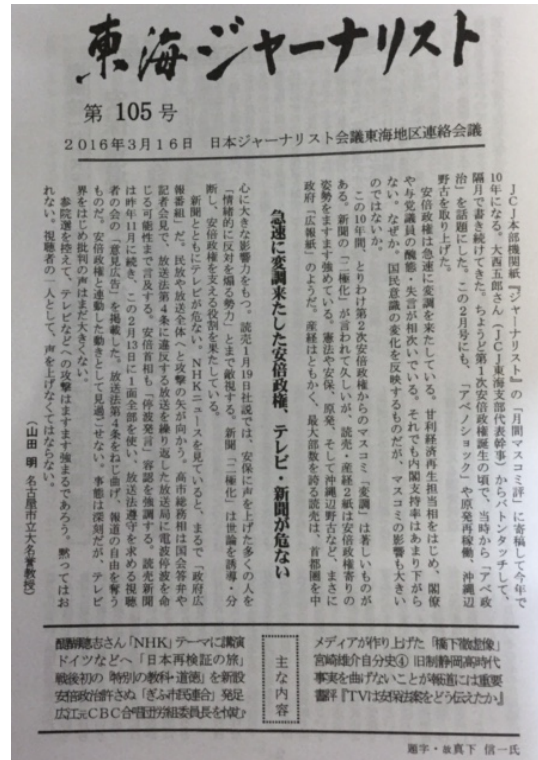 東海ジャーナリスト
第105号
2016年3月16日 日本ジャーナリスト会議東海地区連絡会議
JCJ本部機関紙『ジャーナリスト』の「月間マスコミ評」に寄稿して今年で
10年になる。大西五郎さん（JCJ東海支部代表幹事）からバトンタッチして、
隔月で書き続けてきた。ちょうど第1次安倍政権誕生の頃で、当時から「アベ政
治」を話題にした。この2月号にも、「アベノショック」や原発再稼働、沖縄辺
野古を取り上げた。
安倍政権は急速に変調を来たしている。甘利経済再生担当相をはじめ、閣僚
や与党議員の醜態・失言が相次いでいる。それでも内閣支持率はあまり下がら
ない。なぜか。国民意識の変化を反映するものだが、マスコミの影響も大きい
のではないか。
この10年間、とりわけ第2次安倍政権からのマスコミ「変調」は著しいものが
ある。新聞の「二極化」が言われて久しいが、読売・産経2紙は安倍政権寄りの
姿勢をますます強めている。憲法や安保、原発、そして沖縄辺野古など、まさに
政府「広報紙」のようだ。産経はともかく、最大部数を誇る読売は、首都圏を中
急速に変調来たした安倍政権、テレビ・新聞が危ない
心に大きな影響力をもつ。読売1月19日社説では、安保に声を上げた多くの人を
「情緒的に反対を煽る勢力」とまで敵視する。新聞「二極化」は世論を誘導・分
断し、安倍政権を支える役割を果たしている。
新聞とともにテレビが危ない。NHKニュースを見ていると、まるで「政府広
報番組」だ。民放や放送全体へと攻撃の矢が向かう。高市総務相は国会答弁や
記者会見で、放送法第4条に違反する放送を繰り返した放送局に電波停波を命
じる可能性まで言及する。安倍首相も「停波発言」容認を強調する。読売新聞
は昨年11月に続き、この2月13日に1面全部を使い、放送法遵守を求める視聴
者の会の「意見広告」を掲載した。放送法第4条をねじ曲げ、報道の自由を奪う
ものだ。安倍政権と連動した動きとして見過ごせない。事態は深刻だが、テレビ
界をはじめ批判の声はまだ大きくない。
参院選を控えて、テレビなどへの攻撃はますます強まるであろう。黙ってはお
れない。視聴者の一人として、声を上げなくてはならない。
（山田 明 名古屋市立大名誉教授）
醍醐聰志さん「NHK」テーマに講演
ドイツなどへ「日本再検証の旅」
戦後初の「特別の教科・道徳」を新設
安倍政治許さぬ「ぎふ市民連合」発足
広江元CBC合唱団労組委員長を悼む
主な内容
メディアが作り上げた「橋下徹虚像」
宮崎雄介自分史④ 旧制静岡高時代
事実を曲げないことが報道には重要
書評『TVは安保法案をどう伝えたか』
題字・故真下 信一氏